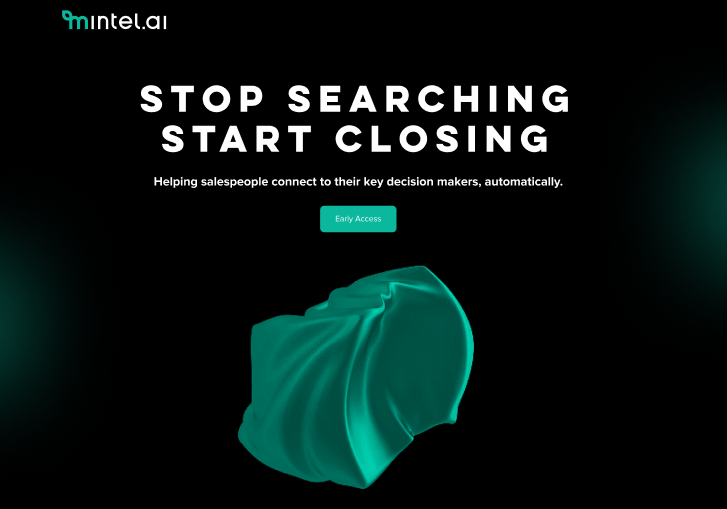 mintel.ai
STOP SEARCHING
START CLOSING
Helping salespeople connect to their key decision makers, automatically.
Early Access